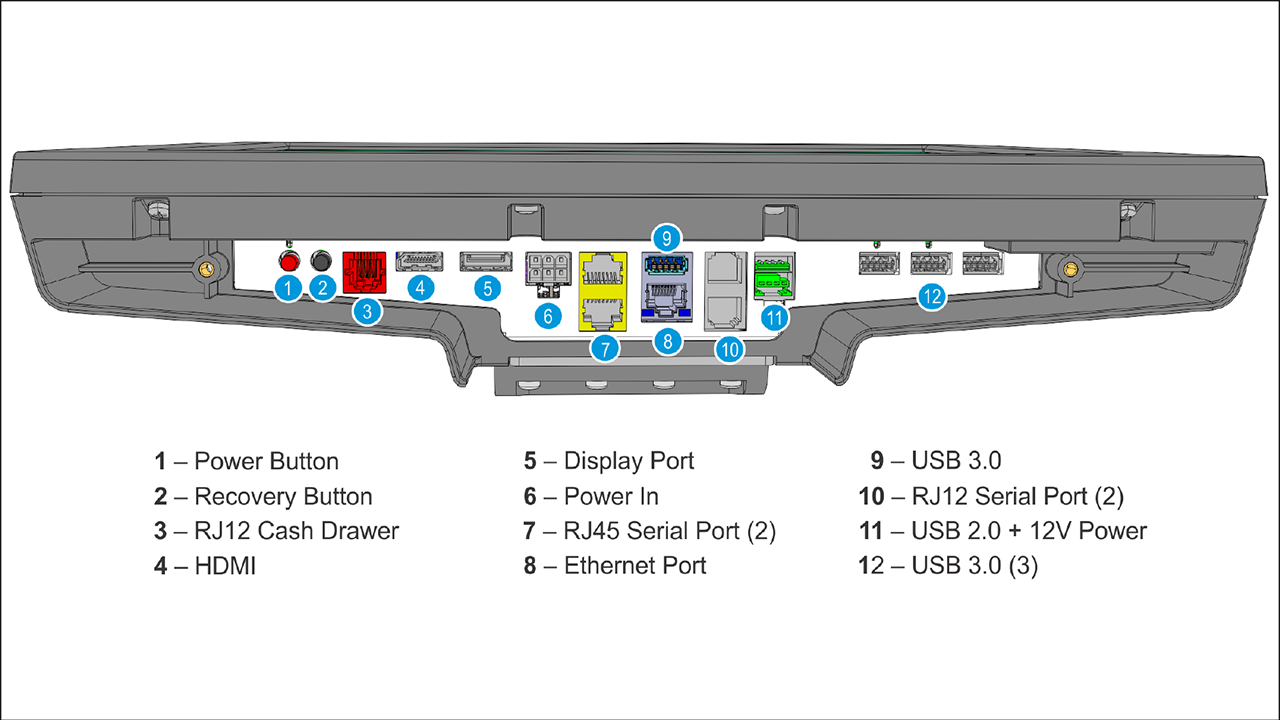 9
1
2
3
4
5
6
7
8
10
11
12
1 – Power Button
2 – Recovery Button
3 – RJ12 Cash Drawer
4 – HDMI
5 – Display Port
6 – Power In
7 – RJ45 Serial Port (2)
8 – Ethernet Port
9 – USB 3.0
10 – RJ12 Serial Port (2)
11 – USB 2.0 + 12V Power
12 – USB 3.0 (3)